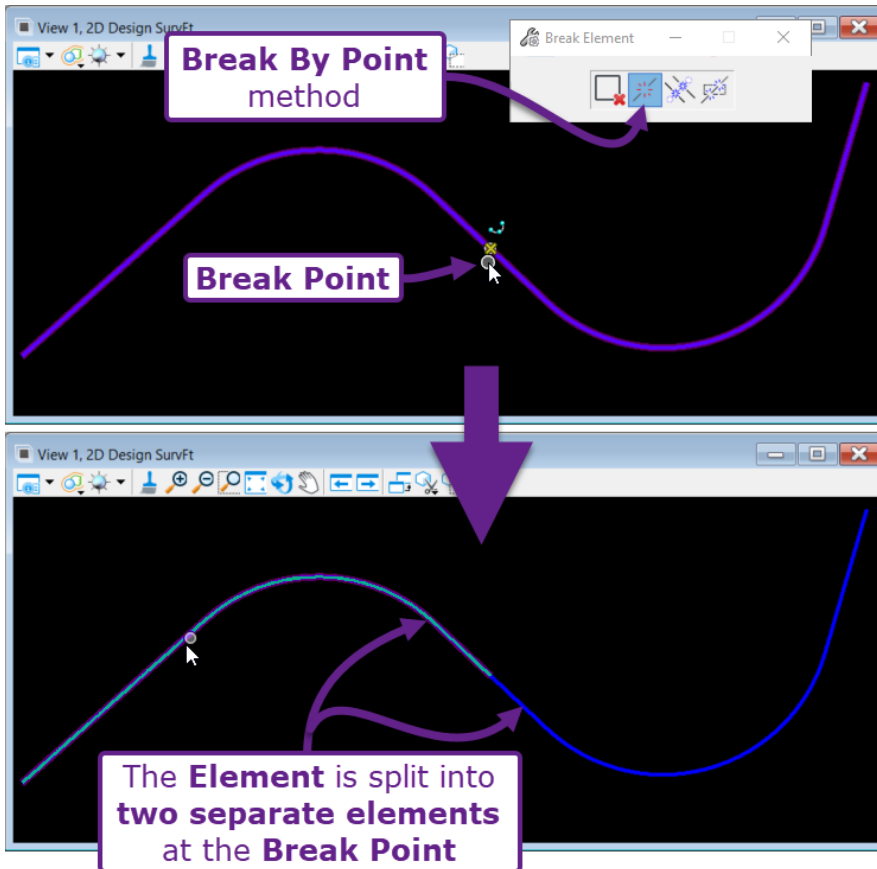 View 1, 2D Design SurvFt
Break Element
Break By Point
method
Break Point
View 1, 2D Design SurvFt
The Element is split into
two separate elements
at the Break Point